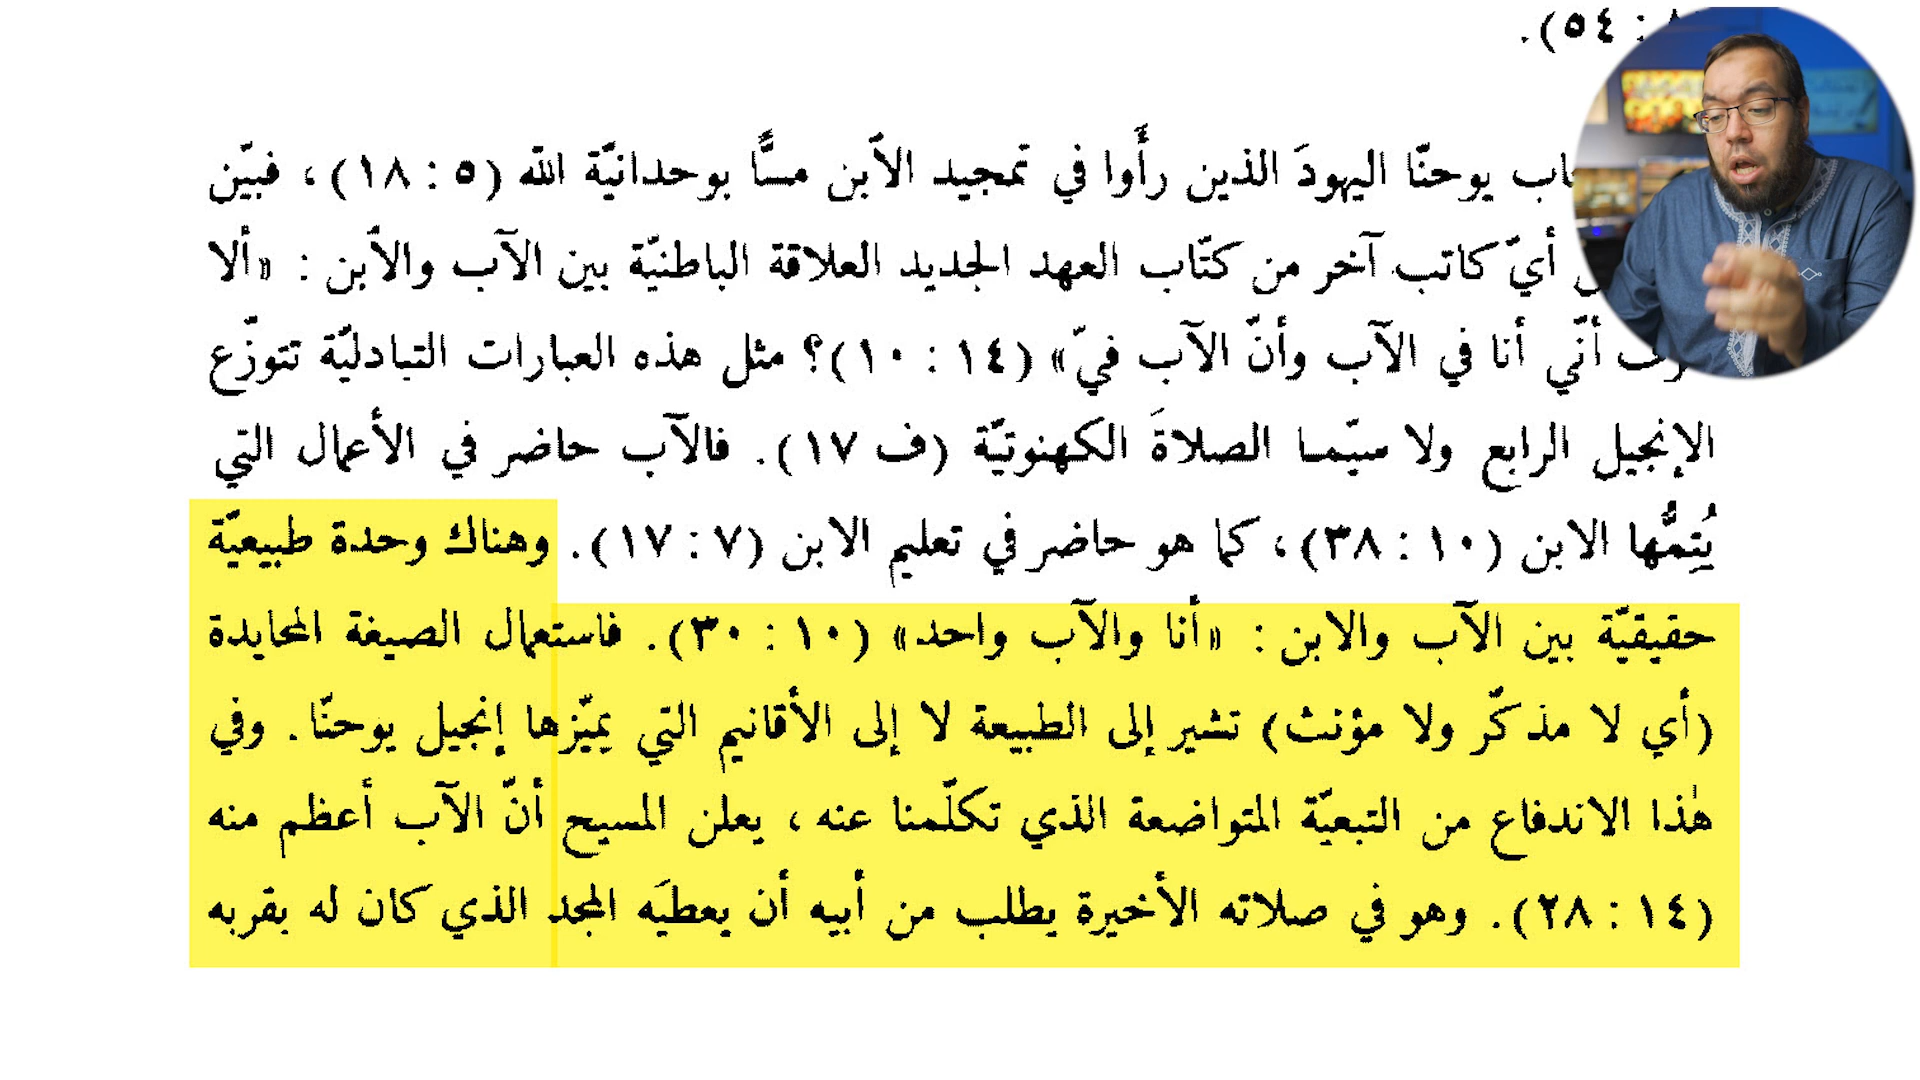 : ٥٤).
يوحنّا اليهودَ الذين رأَوا في تمجيد الاّبن مسًّا بوحدانيّة اللّه (٥ : ١٨)، فبيّن
أيّ كاتب آخر من كتّاب العهد الجديد العلاقة الباطنيّة بين الآب والاّبن : «ألا
أنّي أنا في الآب وأنّ الآب فيّ» (١٤ : ١٠)؟ مثل هذه العبارات التبادليّة تتوزّع
الإنجيل الرابع ولا سيّما الصلاةَ الكهنوتيّة (ف ١٧). فالآب حاضر في الأعمال التي
يُتِمُّها الابن (١٠ : ٣٨)، كما هو حاضر في تعليم الابن (٧ : ١٧). وهناك وحدة طبيعيّة
حقيقيّة بين الآب والابن : «أنا والآب واحد» (١٠ : ٣٠). فاستعمال الصيغة المحايدة
(أي لا مذكّر ولا مؤنث) تشير إلى الطبيعة لا إلى الأقانيم التي يميّزها إنجيل يوحنّا. وفي
هٰذا الاندفاع من التبعيّة المتواضعة الذي تكلّمنا عنه، يعلن المسيح أنّ الآب أعظم منه
(١٤ : ٢٨). وهو في صلاته الأخيرة يطلب من أبيه أن يعطيَه المجد الذي كان له بقربه